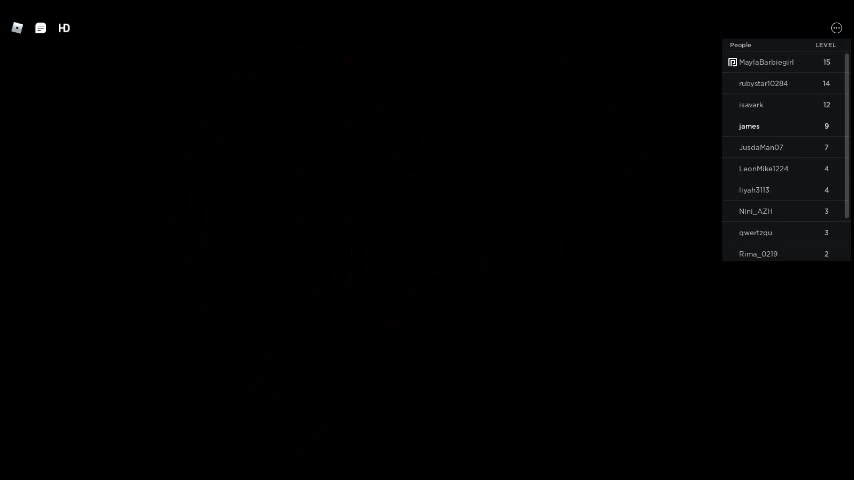 HD
People LEVEL
MaylaBarbiegirl 15
rubystar10284 14
isavark 12
james 9
JusdaMan07 7
LeonMike1224 4
liyah3113 4
Nini_AZH 3
qwertzqu 3
Rima_0219 2